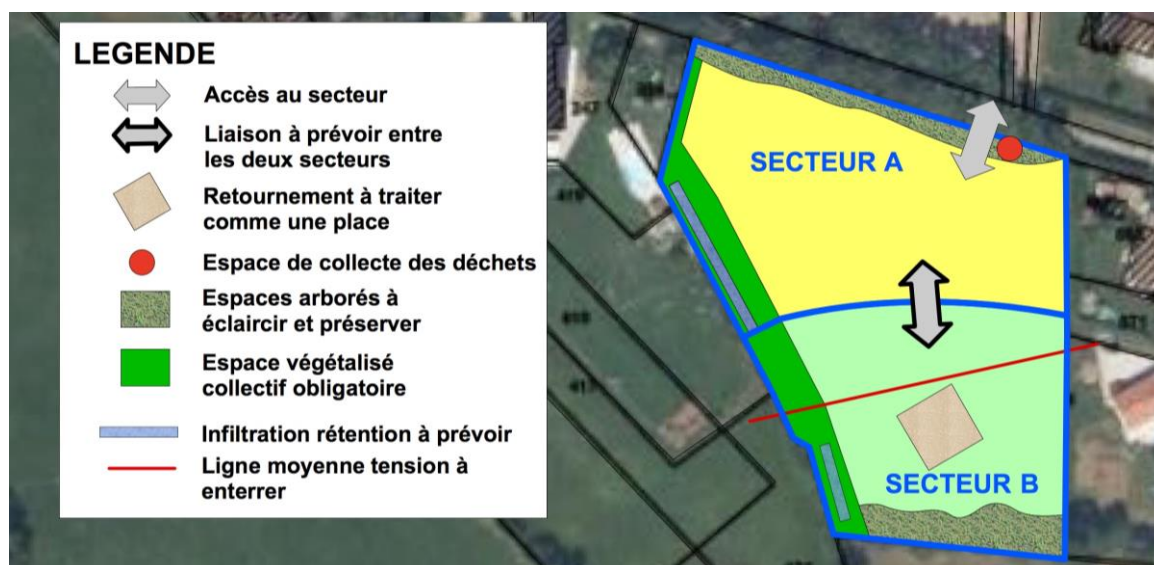 LEGENDE
Accès au secteur
Liaison à prévoir entre
les deux secteurs
Retournement à traiter
comme une place
Espace de collecte des déchets
Espaces arborés à
éclaircir et préserver
Espace végétalisé
collectif obligatoire
Infiltration rétention à prévoir
Ligne moyenne tension à
enterrer
SECTEUR A
SECTEUR B